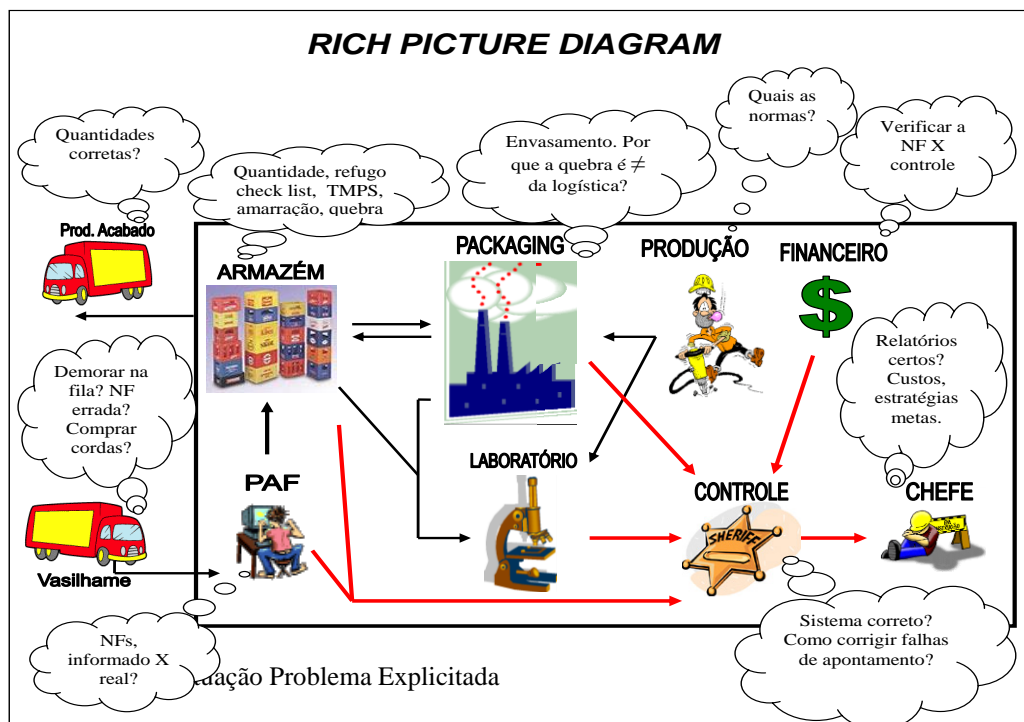 RICH PICTURE DIAGRAM
Quantidades
corretas?
Quantidade, refugo
check list, TMPS,
amarração, quebra
Envasamento. Por
que a quebra é ≠
da logística?
Quais as
normas?
Verificar a
NF X
controle
Prod. Acabado
ARMAZÉM
PACKAGING
PRODUÇÃO
FINANCEIRO
$
Demorar na
fila? NF
errada?
Comprar
cordas?
Relatórios
certos?
Custos,
estratégias
metas.
PAF
LABORATÓRIO
CONTROLE
CHEFE
SHERIFF
Vasilhame
NFs,
informado X
real?
Sistema correto?
Como corrigir falhas
de apontamento?
Problema Explicitada